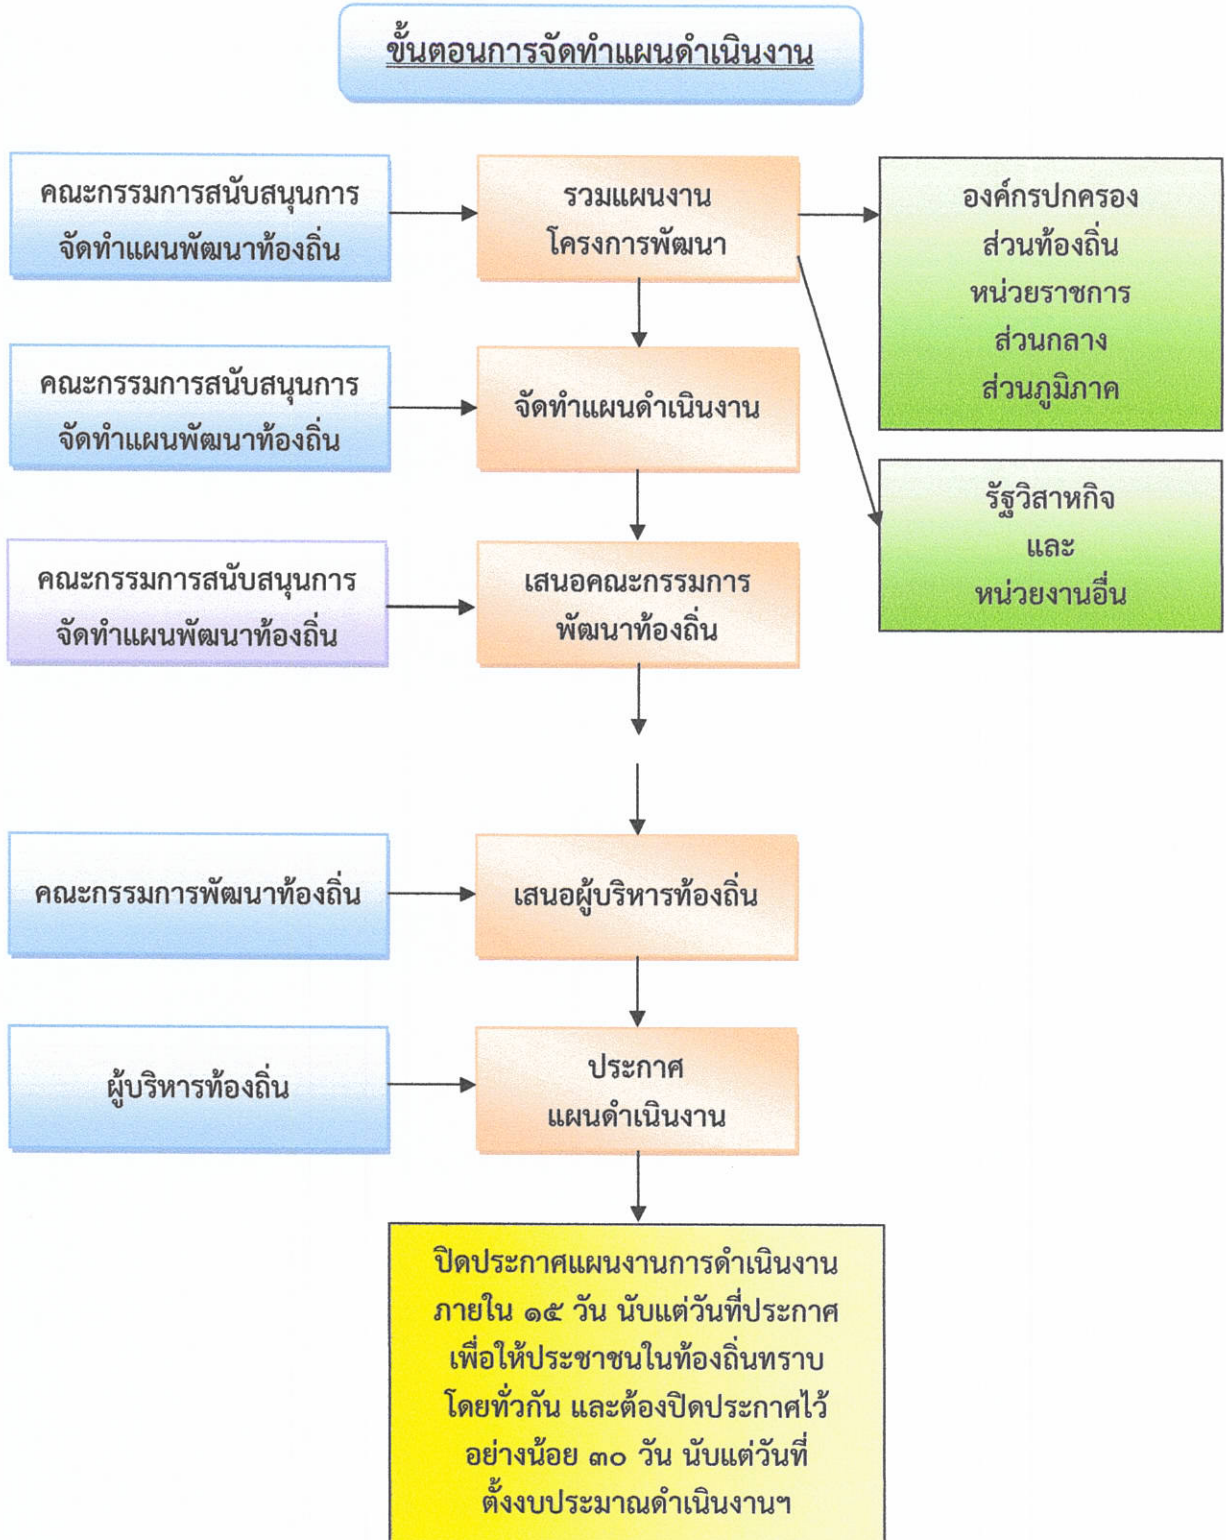 ขั้นตอนการจัดทำแผนดำเนินงาน
คณะกรรมการสนับสนุนการ
จัดทำแผนพัฒนาท้องถิ่น
รวมแผนงาน
โครงการพัฒนา
องค์กรปกครอง
ส่วนท้องถิ่น
หน่วยราชการ
ส่วนกลาง
ส่วนภูมิภาค
คณะกรรมการสนับสนุนการ
จัดทำแผนพัฒนาท้องถิ่น
จัดทำแผนดำเนินงาน
รัฐวิสาหกิจ
และ
หน่วยงานอื่น
คณะกรรมการสนับสนุนการ
จัดทำแผนพัฒนาท้องถิ่น
เสนอคณะกรรมการ
พัฒนาท้องถิ่น
คณะกรรมการพัฒนาท้องถิ่น
เสนอผู้บริหารท้องถิ่น
ผู้บริหารท้องถิ่น
ประกาศ
แผนดำเนินงาน
ปิดประกาศแผนงานการดำเนินงาน
ภายใน ๑๕ วัน นับแต่วันที่ประกาศ
เพื่อให้ประชาชนในท้องถิ่นทราบ
โดยทั่วกัน และต้องปิดประกาศไว้
อย่างน้อย ๓๐ วัน นับแต่วันที่
ตั้งงบประมาณดำเนินงานฯ